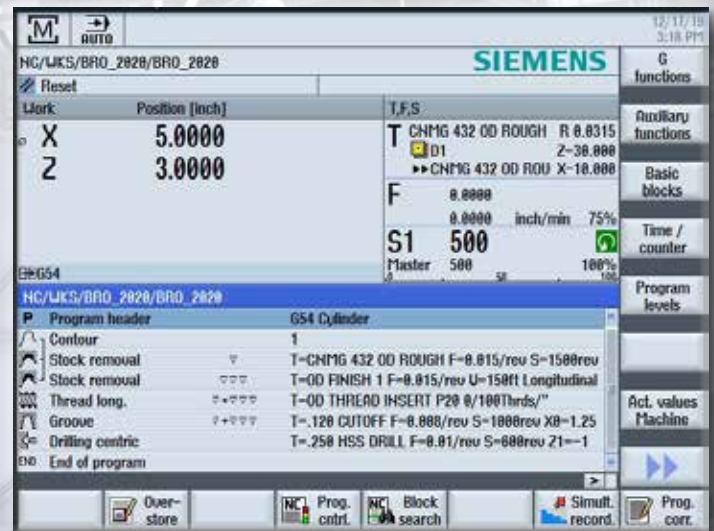 M AUTO
12/17/19
3:18 PM
NC/WKS/BRO_2020/BRO_2020
SIEMENS
Reset
Work Position [inch] T,F,S
X 5.0000
Z 3.0000
T CNMG 432 OD ROUGH R 0.0315
D1 Z-30.000
▸▸CNMG 432 OD ROU X-10.000
F 0.0000
0.0000 inch/min 75%
S1 500
Master 500 100%
0 50 100
G54
NC/WKS/BRO_2020/BRO_2020
P Program header G54 Cylinder
Contour 1
Stock removal ▽ T=CNMG 432 OD ROUGH F=0.015/rev S=1500rev
Stock removal ▽▽▽ T=OD FINISH 1 F=0.015/rev U=150ft Longitudinal
Thread long. ▽+▽▽▽ T=OD THREAD INSERT P20 0/100Thrds/"
Groove ▽+▽▽▽ T=.120 CUTOFF F=0.008/rev S=1000rev X0=1.25
Drilling centric T=.250 HSS DRILL F=0.01/rev S=600rev Z1=-1
END End of program
G
functions
Auxiliary
functions
Basic
blocks
Time /
counter
Program
levels
Act. values
Machine
Over-
store
NC Prog.
cntrl.
NC Block
search
Simult.
record.
Prog.
corr.